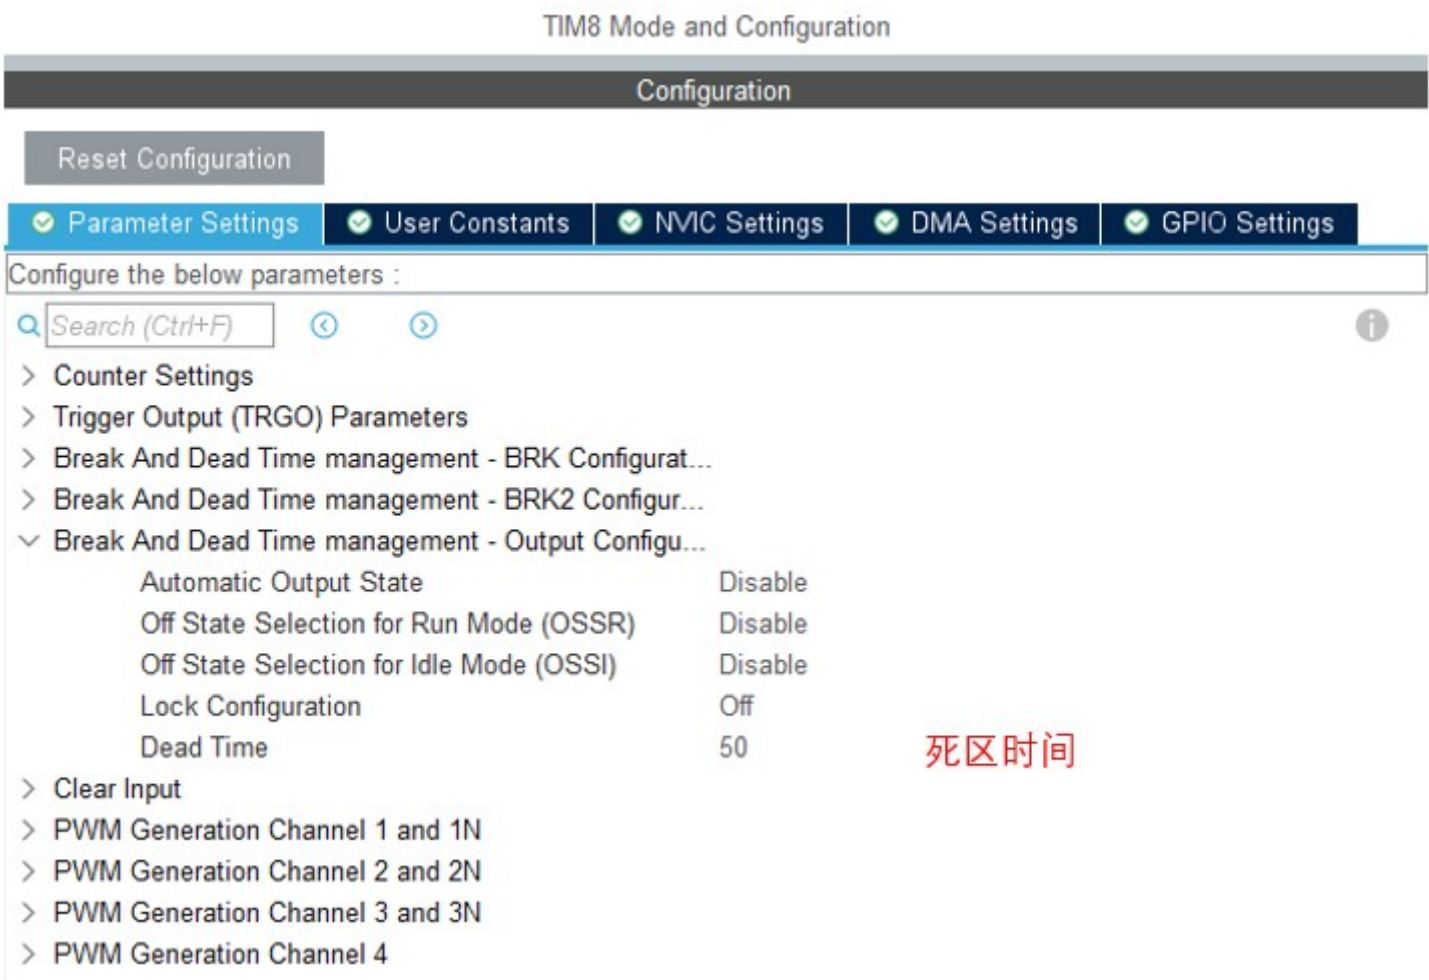 TIM8 Mode and Configuration
Configuration
Reset Configuration
Parameter Settings User Constants NVIC Settings DMA Settings GPIO Settings
Configure the below parameters :
Search (Ctrl+F)
Counter Settings
Trigger Output (TRGO) Parameters
Break And Dead Time management - BRK Configurat...
Break And Dead Time management - BRK2 Configur...
Break And Dead Time management - Output Configu...
Automatic Output State Disable
Off State Selection for Run Mode (OSSR) Disable
Off State Selection for Idle Mode (OSSI) Disable
Lock Configuration Off
Dead Time 50 死区时间
Clear Input
PWM Generation Channel 1 and 1N
PWM Generation Channel 2 and 2N
PWM Generation Channel 3 and 3N
PWM Generation Channel 4